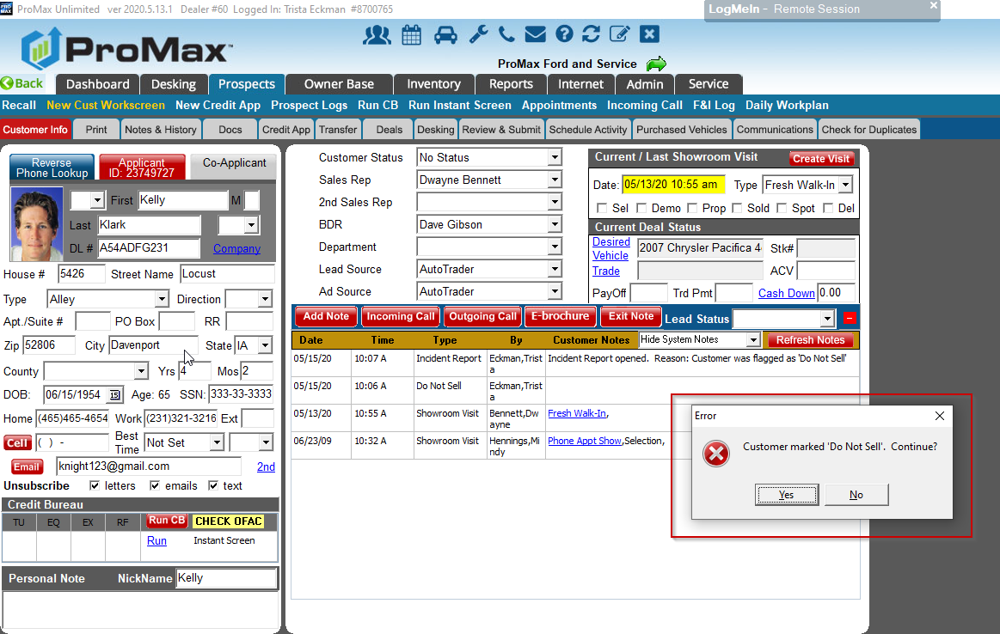 ProMax Unlimited ver 2020.5.13.1 Dealer #60 Logged In: Trista Eckman #8700765
LogMeIn - Remote Session
ProMax
ProMax Ford and Service
Back
Dashboard Desking Prospects Owner Base Inventory Reports Internet Admin Service
Recall New Cust Workscreen New Credit App Prospect Logs Run CB Run Instant Screen Appointments Incoming Call F&I Log Daily Workplan
Customer Info Print Notes & History Docs Credit App Transfer Deals Desking Review & Submit Schedule Activity Purchased Vehicles Communications Check for Duplicates
Reverse
Phone Lookup
Applicant
ID: 23749727
Co-Applicant
First Kelly M
Last Klark
DL # A54ADFG231 Company
House # 5426 Street Name Locust
Type Alley Direction
Apt./Suite # PO Box RR
Zip 52806 City Davenport State IA
County Yrs 4 Mos 2
DOB: 06/15/1954 15 Age: 65 SSN: 333-33-3333
Home (465)465-4654 Work (231)321-3216 Ext
Cell ( ) - Best
Time Not Set
Email knight123@gmail.com 2nd
Unsubscribe letters emails text
Credit Bureau
TU EQ EX RF Run CB CHECK OFAC
Run Instant Screen
Personal Note NickName Kelly
Customer Status No Status
Sales Rep Dwayne Bennett
2nd Sales Rep
BDR Dave Gibson
Department
Lead Source AutoTrader
Ad Source AutoTrader
Current / Last Showroom Visit Create Visit
Date: 05/13/20 10:55 am Type Fresh Walk-In
Sel Demo Prop Sold Spot Del
Current Deal Status
Desired
Vehicle 2007 Chrysler Pacifica 4 Stk#
Trade ACV
PayOff Trd Pmt Cash Down 0.00
Add Note Incoming Call Outgoing Call E-brochure Exit Note Lead Status
Date Time Type By Customer Notes Hide System Notes Refresh Notes
05/15/20 10:07 A Incident Report Eckman,Trist
a Incident Report opened. Reason: Customer was flagged as 'Do Not Sell'
05/15/20 10:06 A Do Not Sell Eckman,Trist
a
05/13/20 10:55 A Showroom Visit Bennett,Dw
ayne Fresh Walk-In,
06/23/09 10:32 A Showroom Visit Hennings,Mi
ndy Phone Appt Show,Selection,
Error
Customer marked 'Do Not Sell'. Continue?
Yes No